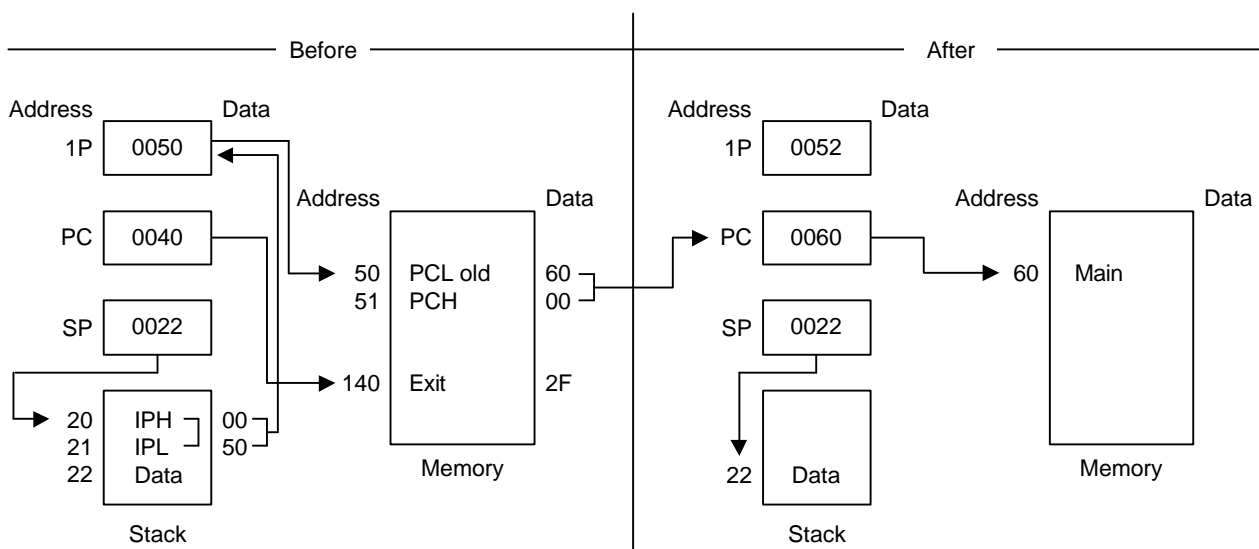 Before
After
Address Data
1P 0050
PC 0040
SP 0022
20 IPH 00
21 IPL 50
22 Data
Stack
Address Data
50 PCL old 60
51 PCH 00
140 Exit 2F
Memory
Address Data
1P 0052
PC 0060
SP 0022
22 Data
Stack
Address Data
60 Main
Memory